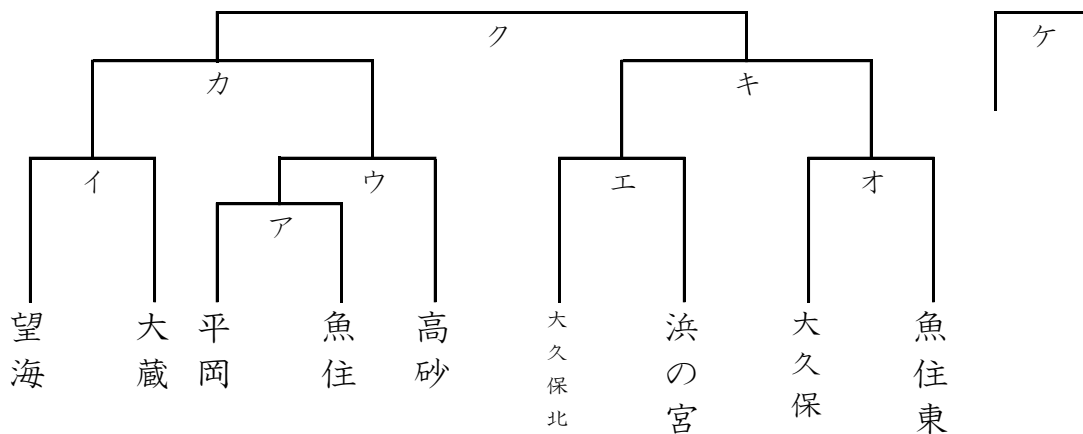 ク
ケ
カ
キ
イ
ウ
エ
オ
ア
望海
大蔵
平岡
魚住
高砂
大久保北
浜の宮
大久保
魚住東